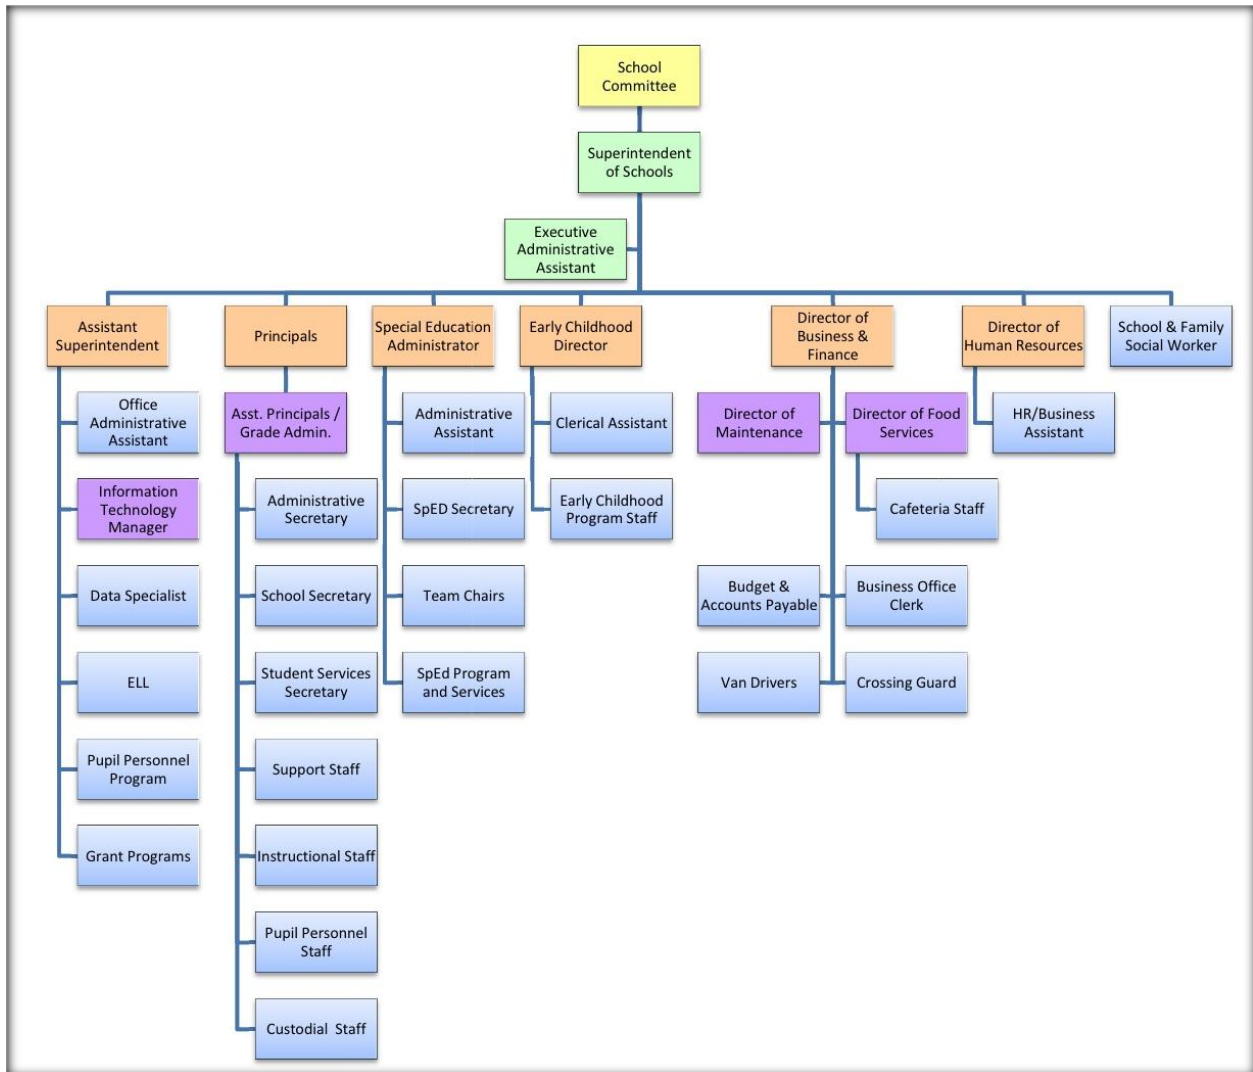 School
Committee
Superintendent
of Schools
Executive
Administrative
Assistant
Assistant
Superintendent
Principals
Special Education
Administrator
Early Childhood
Director
Director of
Business &
Finance
Director of
Human Resources
School & Family
Social Worker
Office
Administrative
Assistant
Asst. Principals /
Grade Admin.
Administrative
Assistant
Clerical Assistant
Director of
Maintenance
Director of Food
Services
HR/Business
Assistant
Information
Technology
Manager
Administrative
Secretary
SpED Secretary
Early Childhood
Program Staff
Cafeteria Staff
Data Specialist
School Secretary
Team Chairs
Budget &
Accounts Payable
Business Office
Clerk
ELL
Student Services
Secretary
SpEd Program
and Services
Van Drivers
Crossing Guard
Pupil Personnel
Program
Support Staff
Grant Programs
Instructional Staff
Pupil Personnel
Staff
Custodial Staff